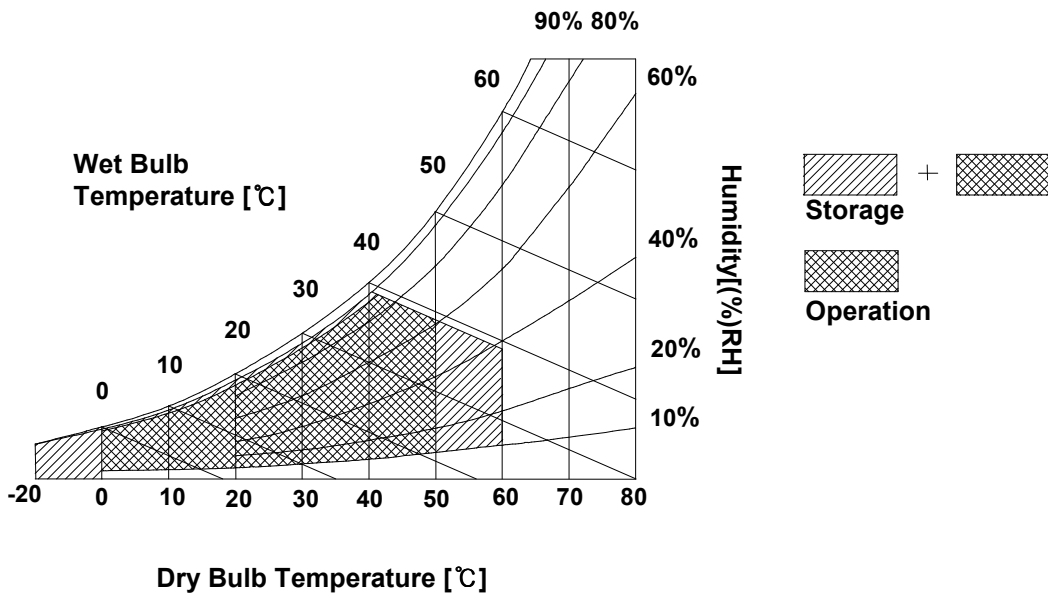 90% 80%
60
60%
50
Wet Bulb
Temperature [℃]
40
40%
30
20
20%
10
10%
0
Humidity[(%)RH]
+
Storage
Operation
-20 0 10 20 30 40 50 60 70 80
Dry Bulb Temperature [℃]